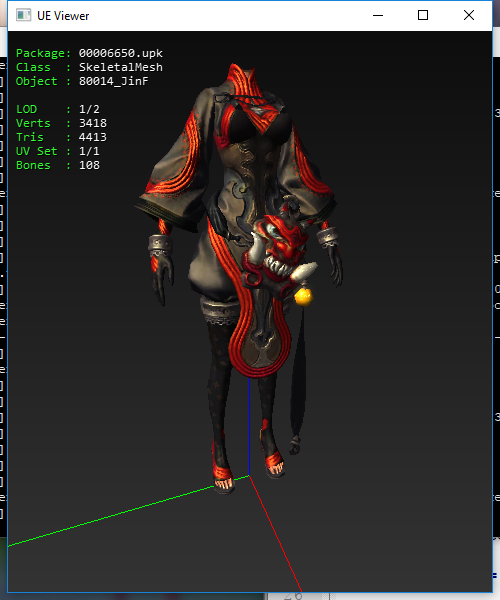 UE Viewer
Package: 00006650.upk
Class : SkeletalMesh
Object : 80014_JinF
LOD : 1/2
Verts : 3418
Tris : 4413
UV Set : 1/1
Bones : 108